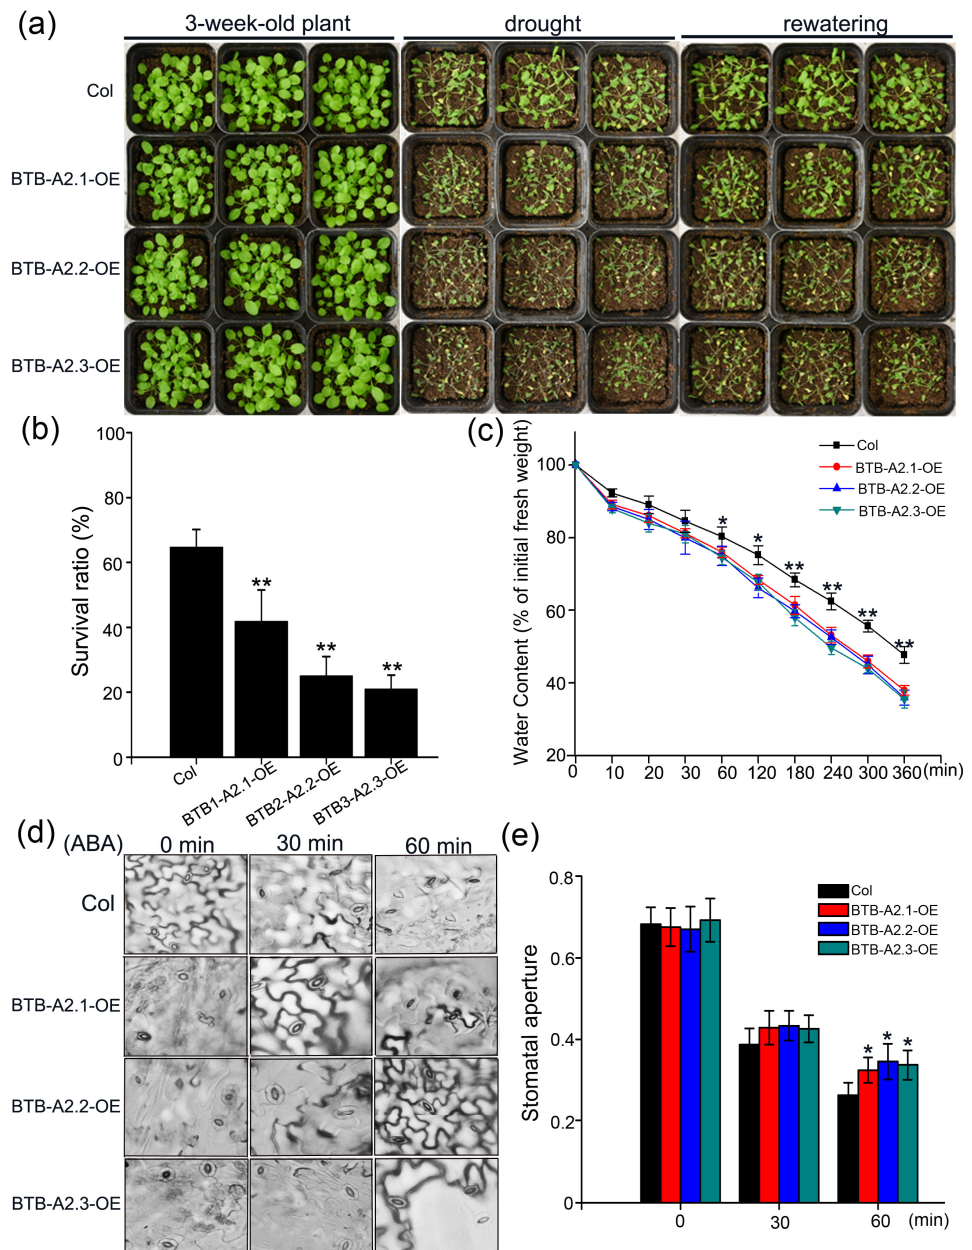 (a) 3-week-old plant drought rewatering
Col
BTB-A2.1-OE
BTB-A2.2-OE
BTB-A2.3-OE
(b)
Survival ratio (%)
100
80
60
40
20
0
** ** **
Col BTB1-A2.1-OE BTB2-A2.2-OE BTB3-A2.3-OE
(c)
Water Content (% of initial fresh weight)
100
80
60
40
20
Col
BTB-A2.1-OE
BTB-A2.2-OE
BTB-A2.3-OE
* * ** ** ** **
0 10 20 30 60 120 180 240 300 360 (min)
(d) (ABA) 0 min 30 min 60 min
Col
BTB-A2.1-OE
BTB-A2.2-OE
BTB-A2.3-OE
(e)
Stomatal aperture
0.8
0.6
0.4
0.2
0
Col
BTB-A2.1-OE
BTB-A2.2-OE
BTB-A2.3-OE
* * *
0 30 60 (min)